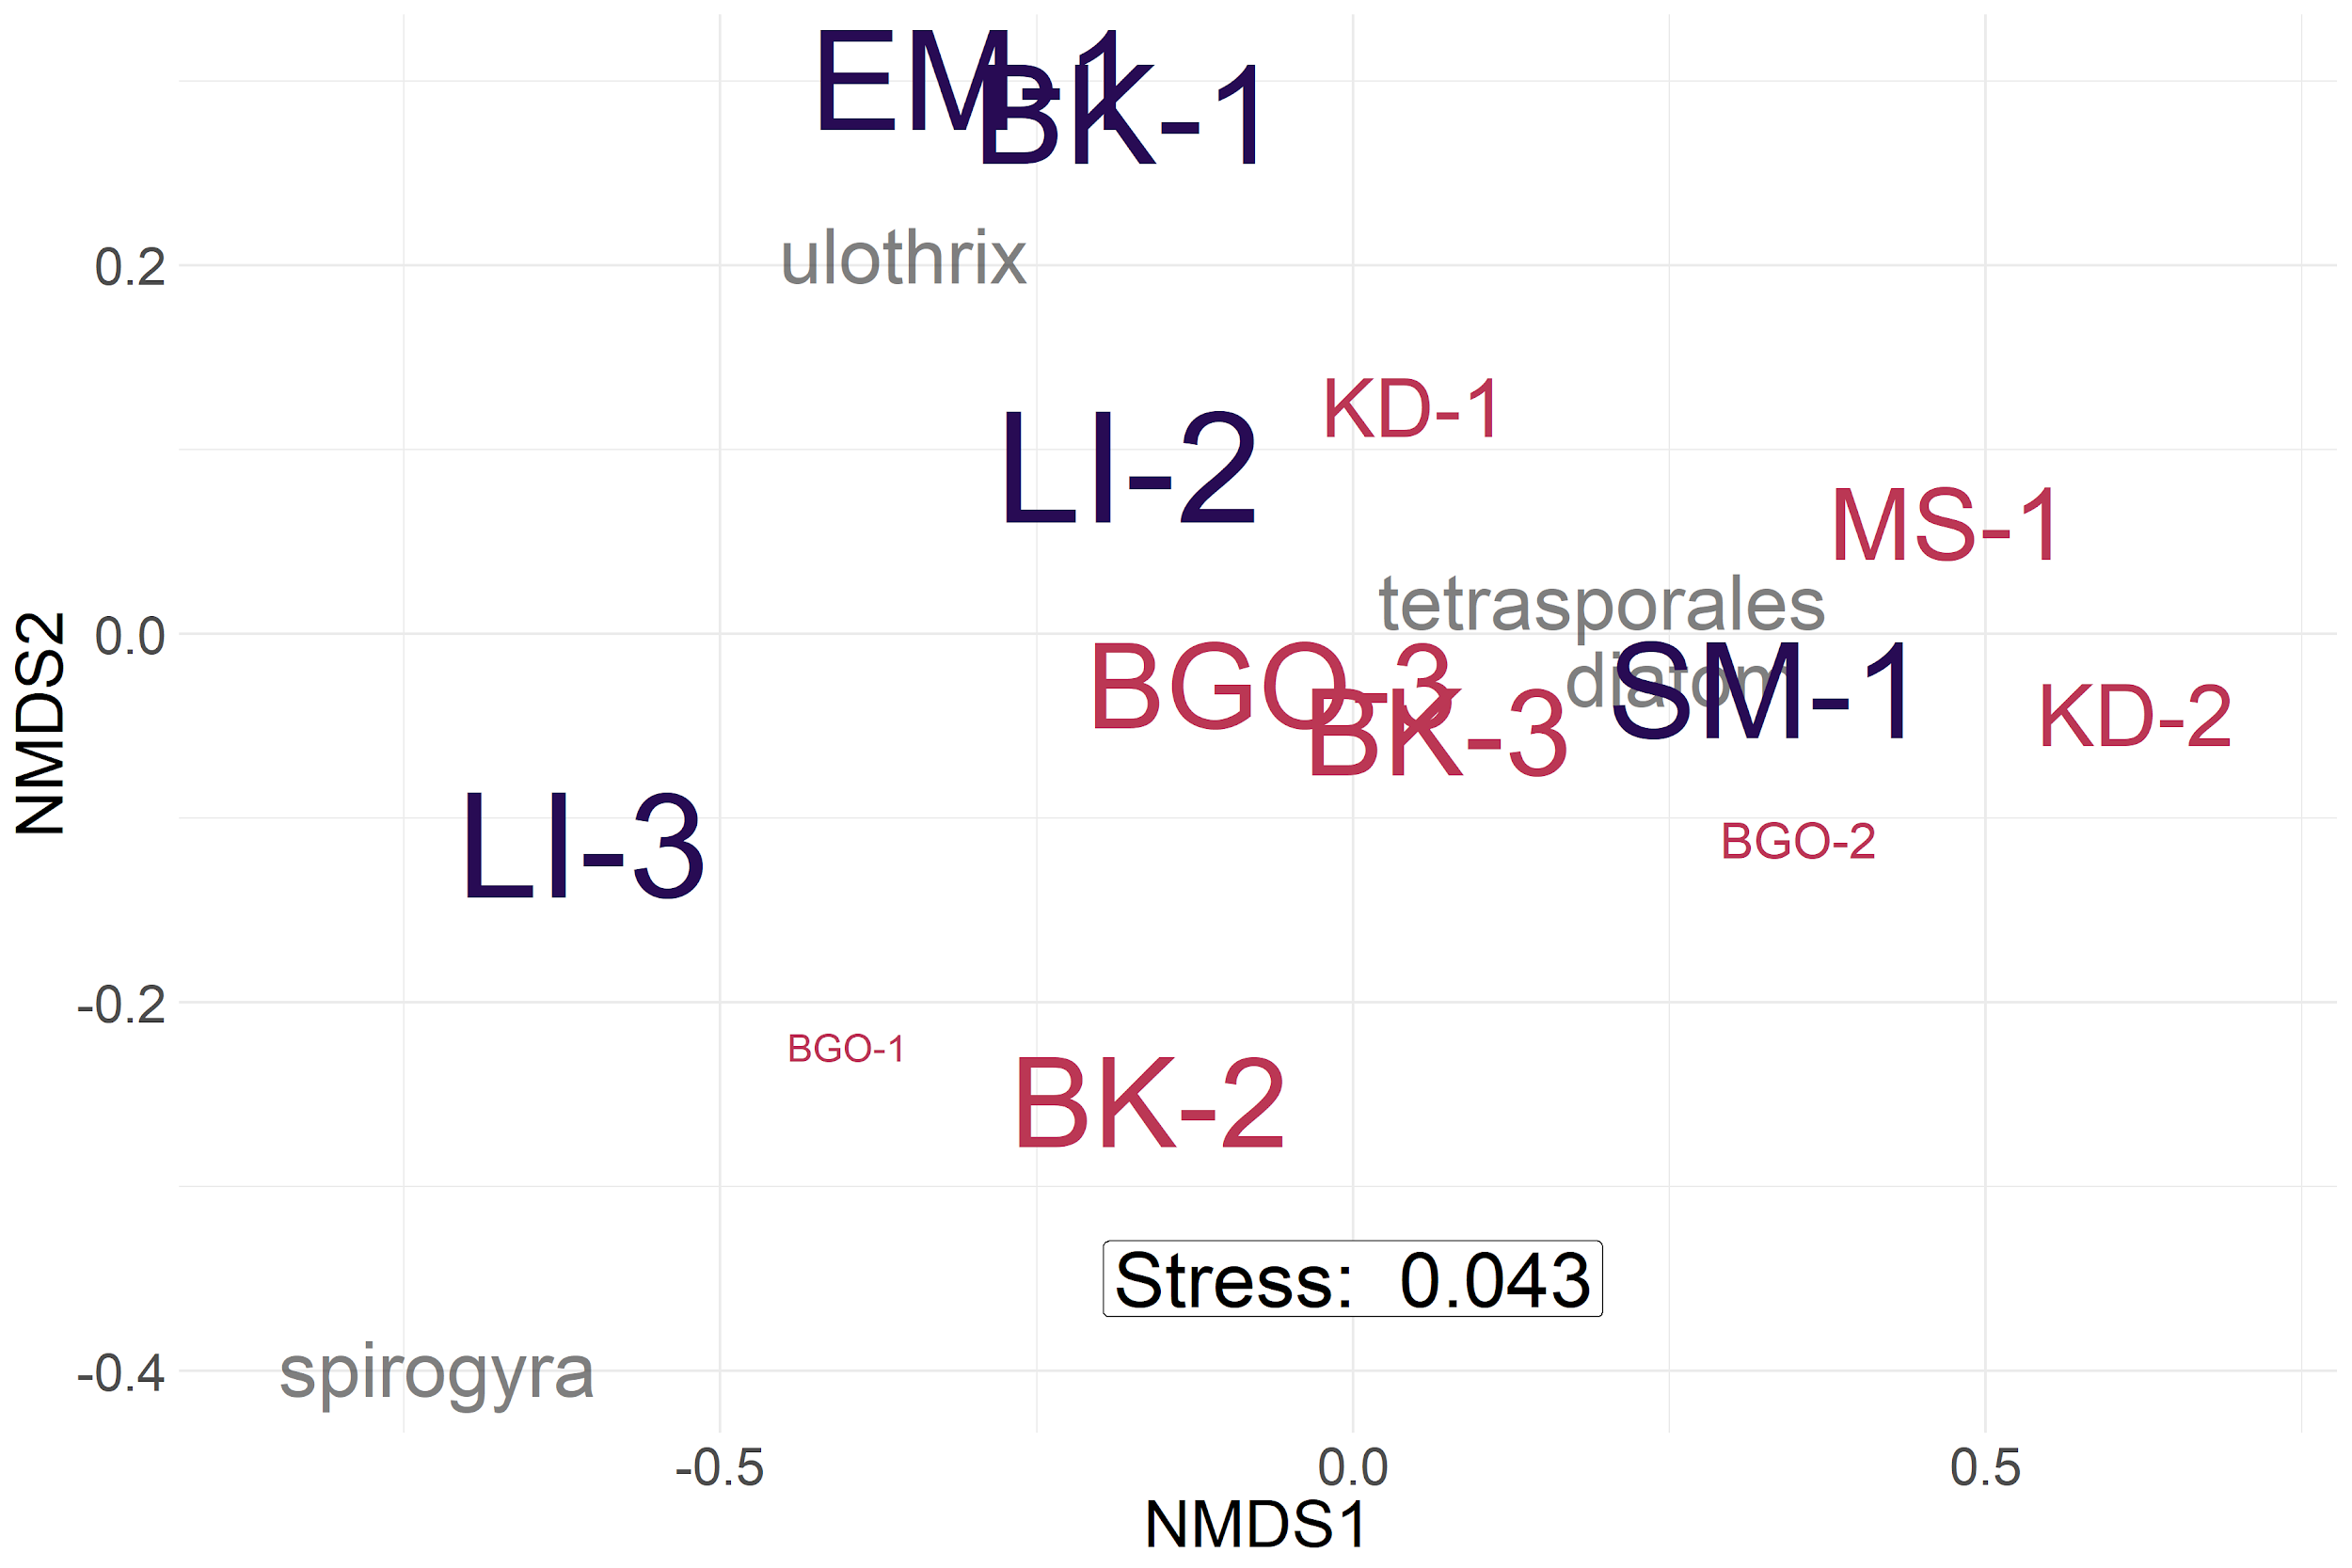 EM-1
BK-1
ulothrix
0.2
KD-1
LI-2
MS-1
tetrasporales
0.0
BGO-3
diatom
SM-1
KD-2
BK-3
NMDS2
LI-3
BGO-2
-0.2
BGO-1
BK-2
Stress: 0.043
-0.4
spirogyra
-0.5
0.0
0.5
NMDS1